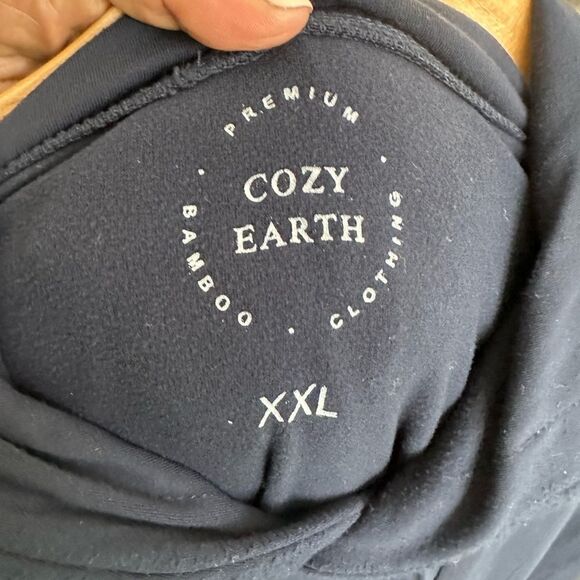 PREMIUM
COZY
EARTH
BAMBOO · CLOTHING ·
XXL